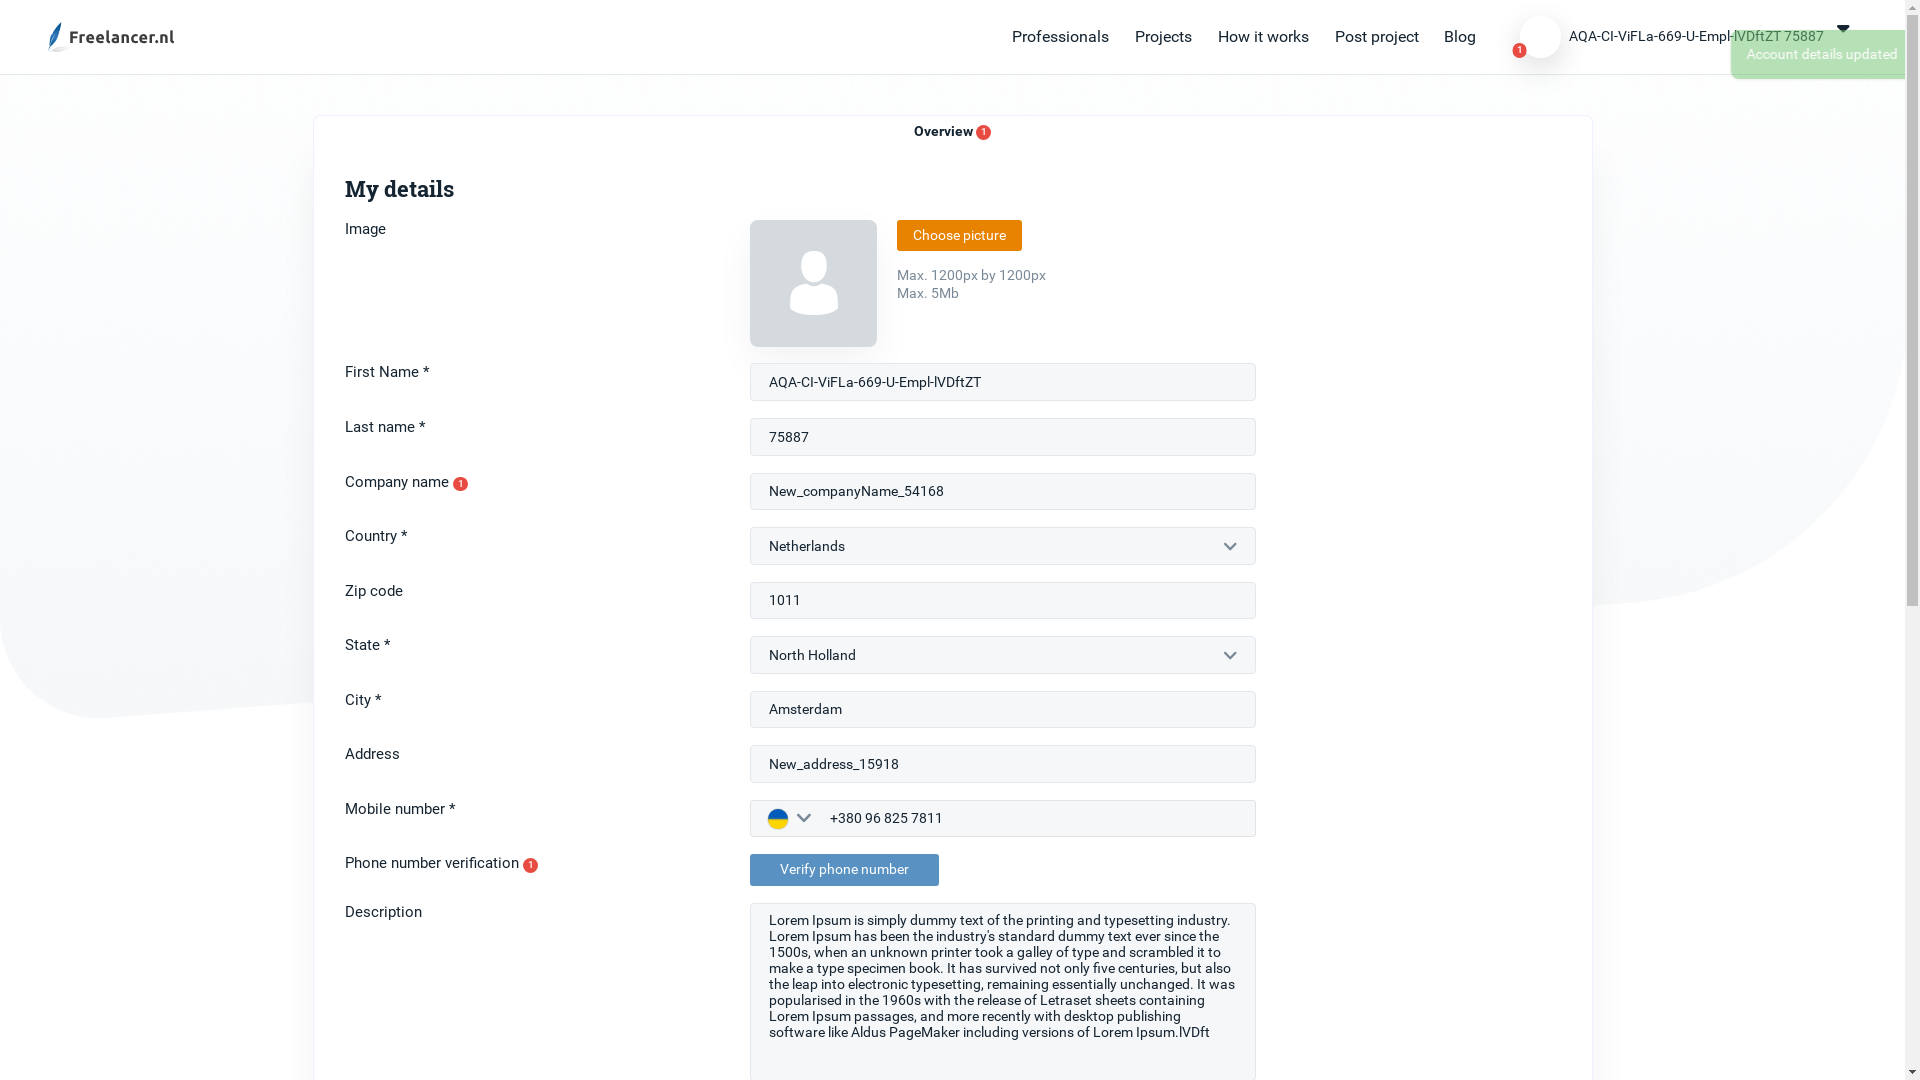 Freelancer.nl
Professionals Projects How it works Post project Blog
1
AQA-CI-ViFLa-669-U-Empl-lVDftZT 75887
Account details updated
Overview 1
My details
Image
Choose picture
Max. 1200px by 1200px
Max. 5Mb
First Name *
AQA-CI-ViFLa-669-U-Empl-lVDftZT
Last name *
75887
Company name 1
New_companyName_54168
Country *
Netherlands
Zip code
1011
State *
North Holland
City *
Amsterdam
Address
New_address_15918
Mobile number *
+380 96 825 7811
Phone number verification 1
Verify phone number
Description
Lorem Ipsum is simply dummy text of the printing and typesetting industry.
Lorem Ipsum has been the industry's standard dummy text ever since the
1500s, when an unknown printer took a galley of type and scrambled it to
make a type specimen book. It has survived not only five centuries, but also
the leap into electronic typesetting, remaining essentially unchanged. It was
popularised in the 1960s with the release of Letraset sheets containing
Lorem Ipsum passages, and more recently with desktop publishing
software like Aldus PageMaker including versions of Lorem Ipsum.lVDft